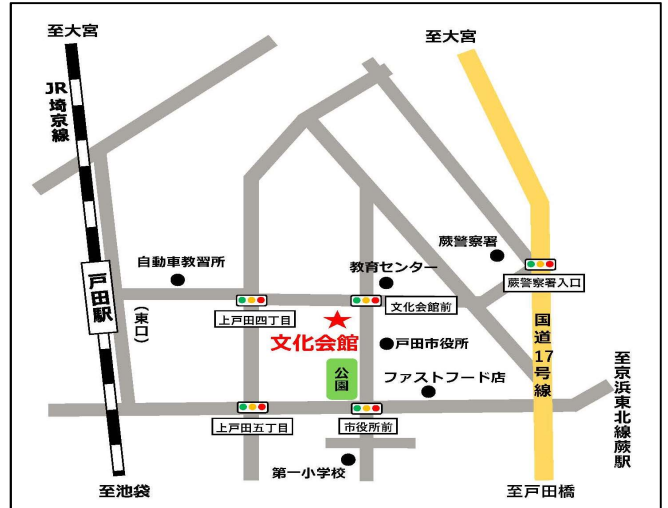 至大宮
至大宮
JR埼京線
蕨警察署
自動車教習所
教育センター
蕨警察署入口
戸田駅
(東口)
上戸田四丁目
文化会館前
文化会館
戸田市役所
国道17号線
公園
ファストフード店
至京浜東北線蕨駅
上戸田五丁目
市役所前
第一小学校
至池袋
至戸田橋